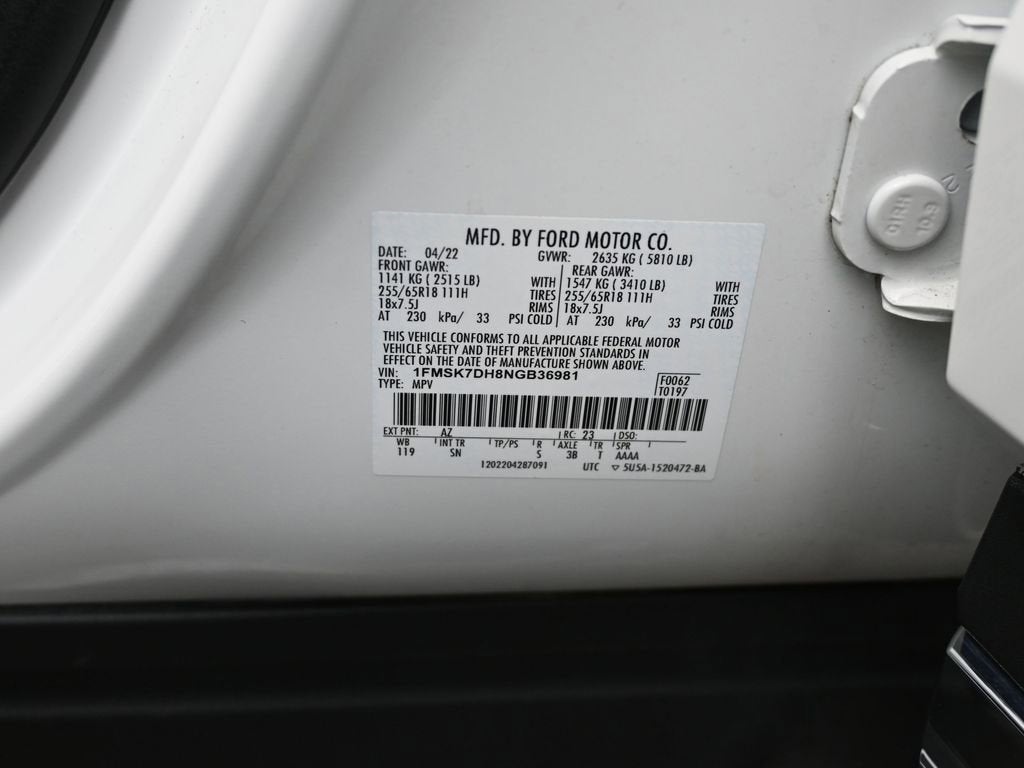 MFD. BY FORD MOTOR CO.
DATE: 04/22 GVWR: 2635 KG ( 5810 LB)
FRONT GAWR: REAR GAWR:
1141 KG ( 2515 LB) WITH 1547 KG ( 3410 LB) WITH
255/65R18 111H TIRES 255/65R18 111H TIRES
18x7.5J RIMS 18x7.5J RIMS
AT 230 kPa/ 33 PSI COLD AT 230 kPa/ 33 PSI COLD
THIS VEHICLE CONFORMS TO ALL APPLICABLE FEDERAL MOTOR
VEHICLE SAFETY AND THEFT PREVENTION STANDARDS IN
EFFECT ON THE DATE OF MANUFACTURE SHOWN ABOVE.
VIN: 1FMSK7DH8NGB36981 F0062
TYPE: MPV T0197
EXT PNT: AZ RC: 23 DSO:
WB INT TR TP/PS R AXLE TR SPR
119 SN S 3B T AAAA
1202204287091 UTC ▽ 5U5A-1520472-BA
10.9